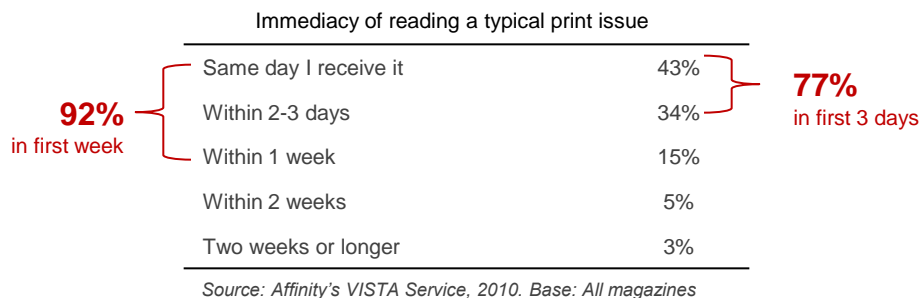 Immediacy of reading a typical print issue
Same day I receive it 43%
Within 2-3 days 34%
Within 1 week 15%
Within 2 weeks 5%
Two weeks or longer 3%
92%
in first week
77%
in first 3 days
Source: Affinity's VISTA Service, 2010. Base: All magazines